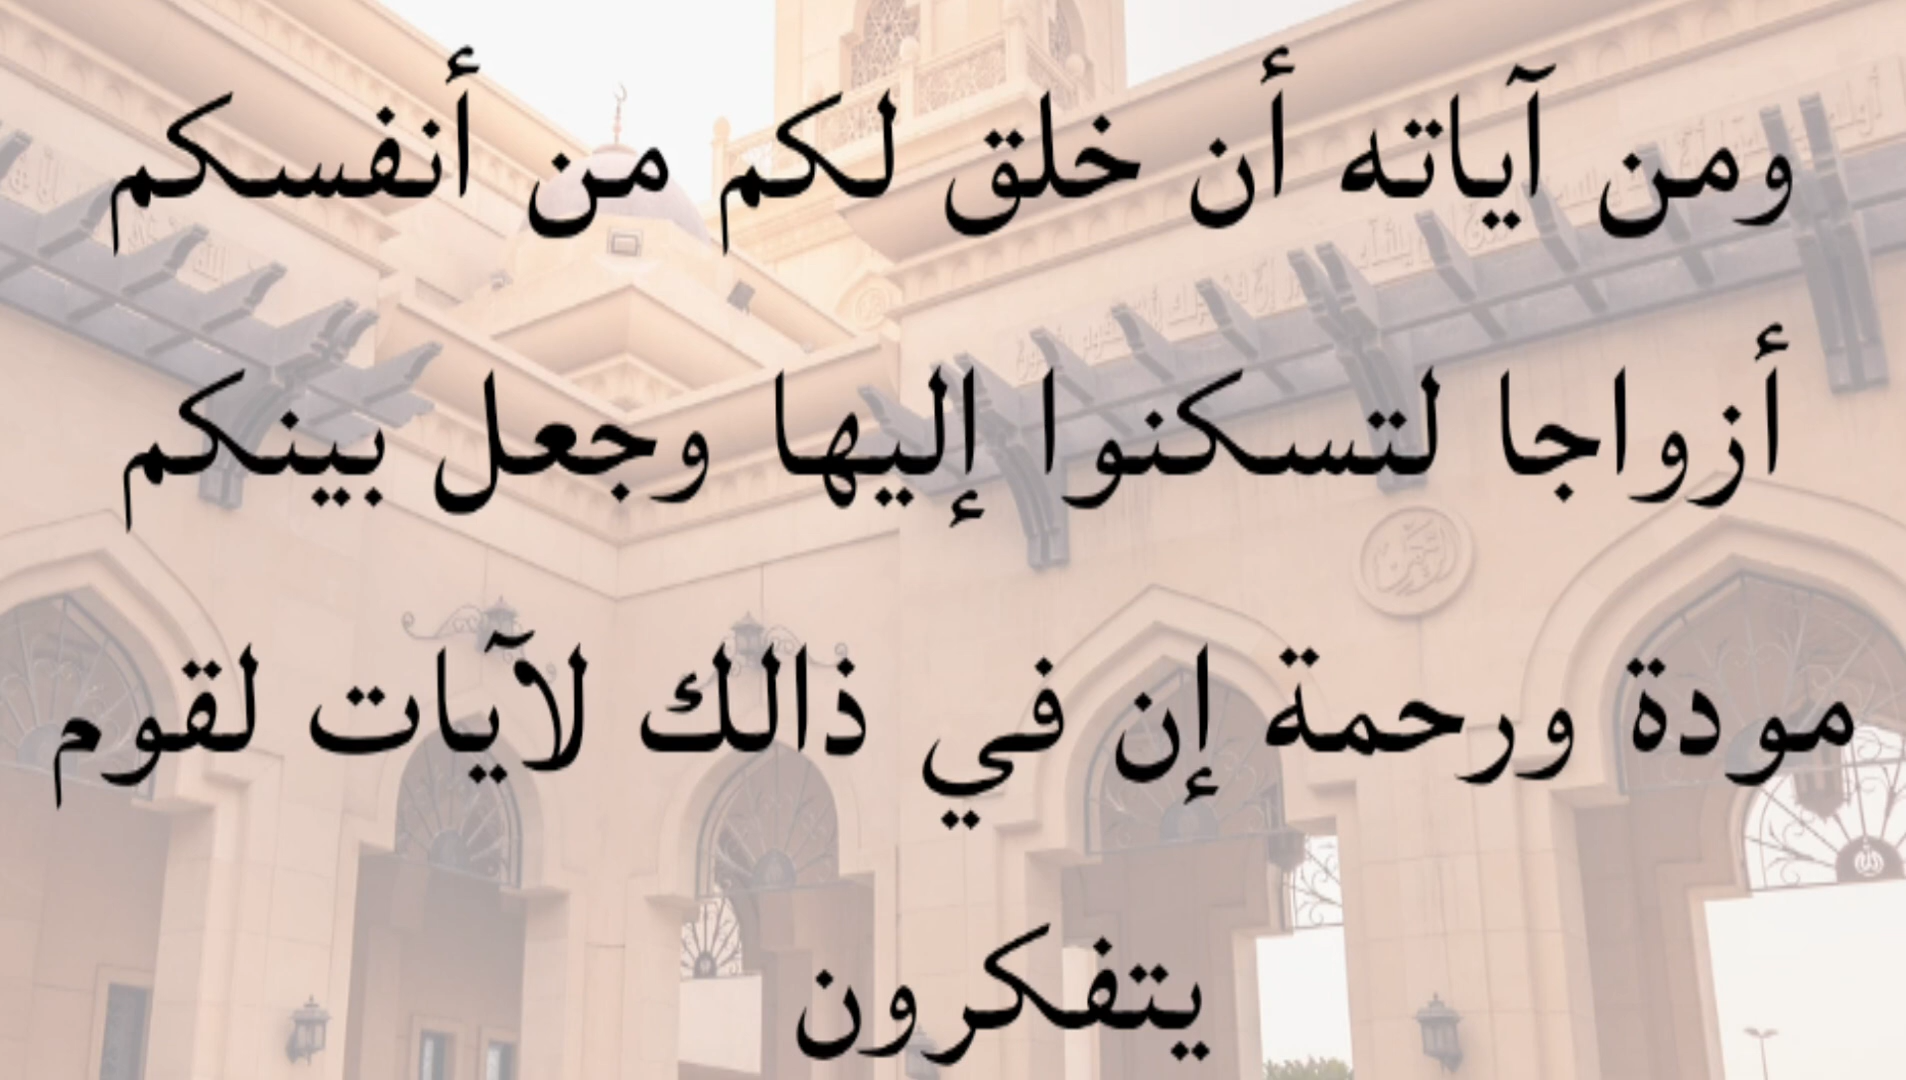 ومن آياته أن خلق لكم من أنفسكم
أزواجا لتسكنوا إليها وجعل بينكم
مودة ورحمة إن في ذالك لآيات لقوم
يتفكرون